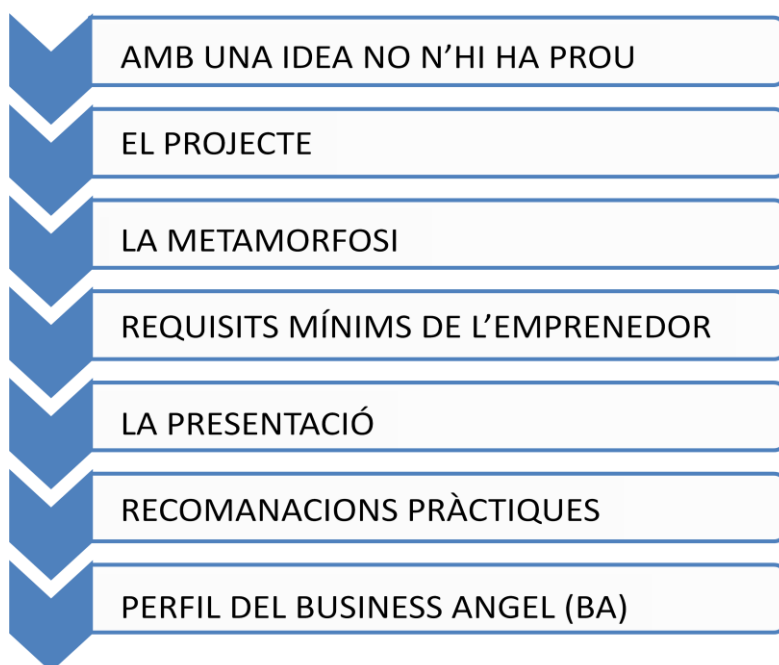 AMB UNA IDEA NO N’HI HA PROU
EL PROJECTE
LA METAMORFOSI
REQUISITS MÍNIMS DE L’EMPRENEDOR
LA PRESENTACIÓ
RECOMANACIONS PRÀCTIQUES
PERFIL DEL BUSINESS ANGEL (BA)